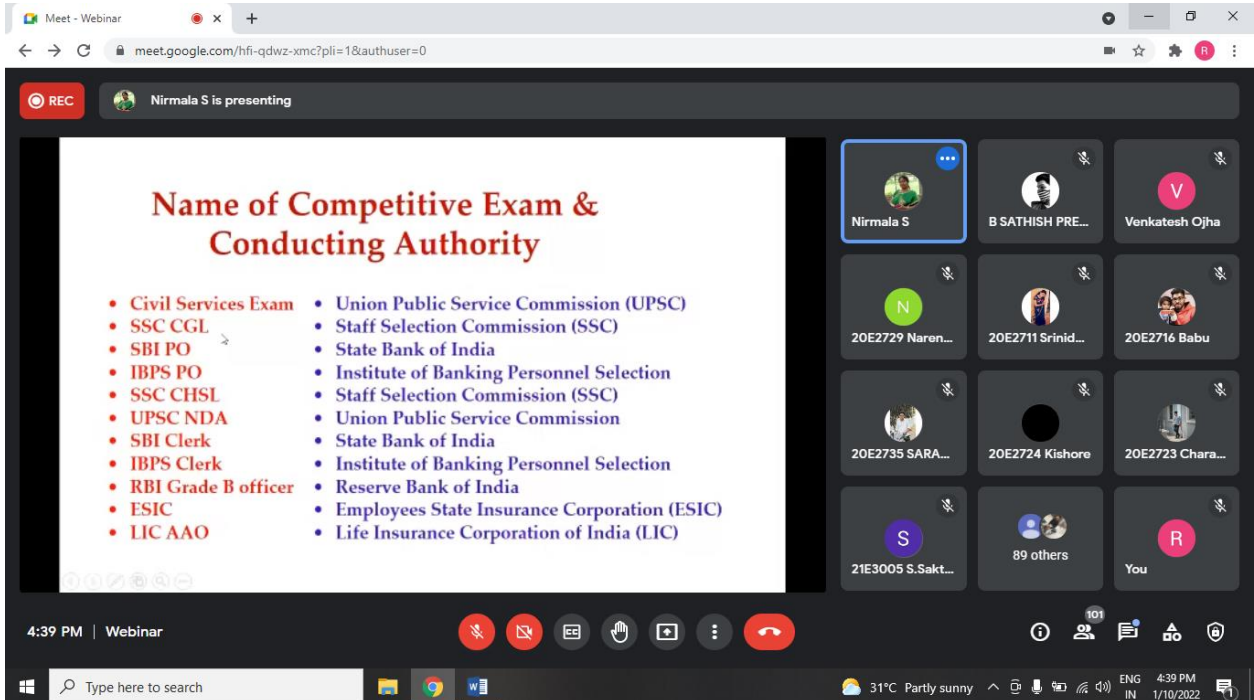 Meet - Webinar
meet.google.com/hfi-qdwz-xmc?pli=1&authuser=0
R
REC
Nirmala S is presenting
Name of Competitive Exam &
Conducting Authority
• Civil Services Exam • Union Public Service Commission (UPSC)
• SSC CGL • Staff Selection Commission (SSC)
• SBI PO • State Bank of India
• IBPS PO • Institute of Banking Personnel Selection
• SSC CHSL • Staff Selection Commission (SSC)
• UPSC NDA • Union Public Service Commission
• SBI Clerk • State Bank of India
• IBPS Clerk • Institute of Banking Personnel Selection
• RBI Grade B officer • Reserve Bank of India
• ESIC • Employees State Insurance Corporation (ESIC)
• LIC AAO • Life Insurance Corporation of India (LIC)
Nirmala S
B SATHISH PRE...
V
Venkatesh Ojha
N
20E2729 Naren...
20E2711 Srinid...
20E2716 Babu
20E2735 SARA...
20E2724 Kishore
20E2723 Chara...
S
21E3005 S.Sakt...
89 others
R
You
4:39 PM | Webinar
CC
101
Type here to search
W
31°C Partly sunny
ENG
IN
4:39 PM
1/10/2022
1